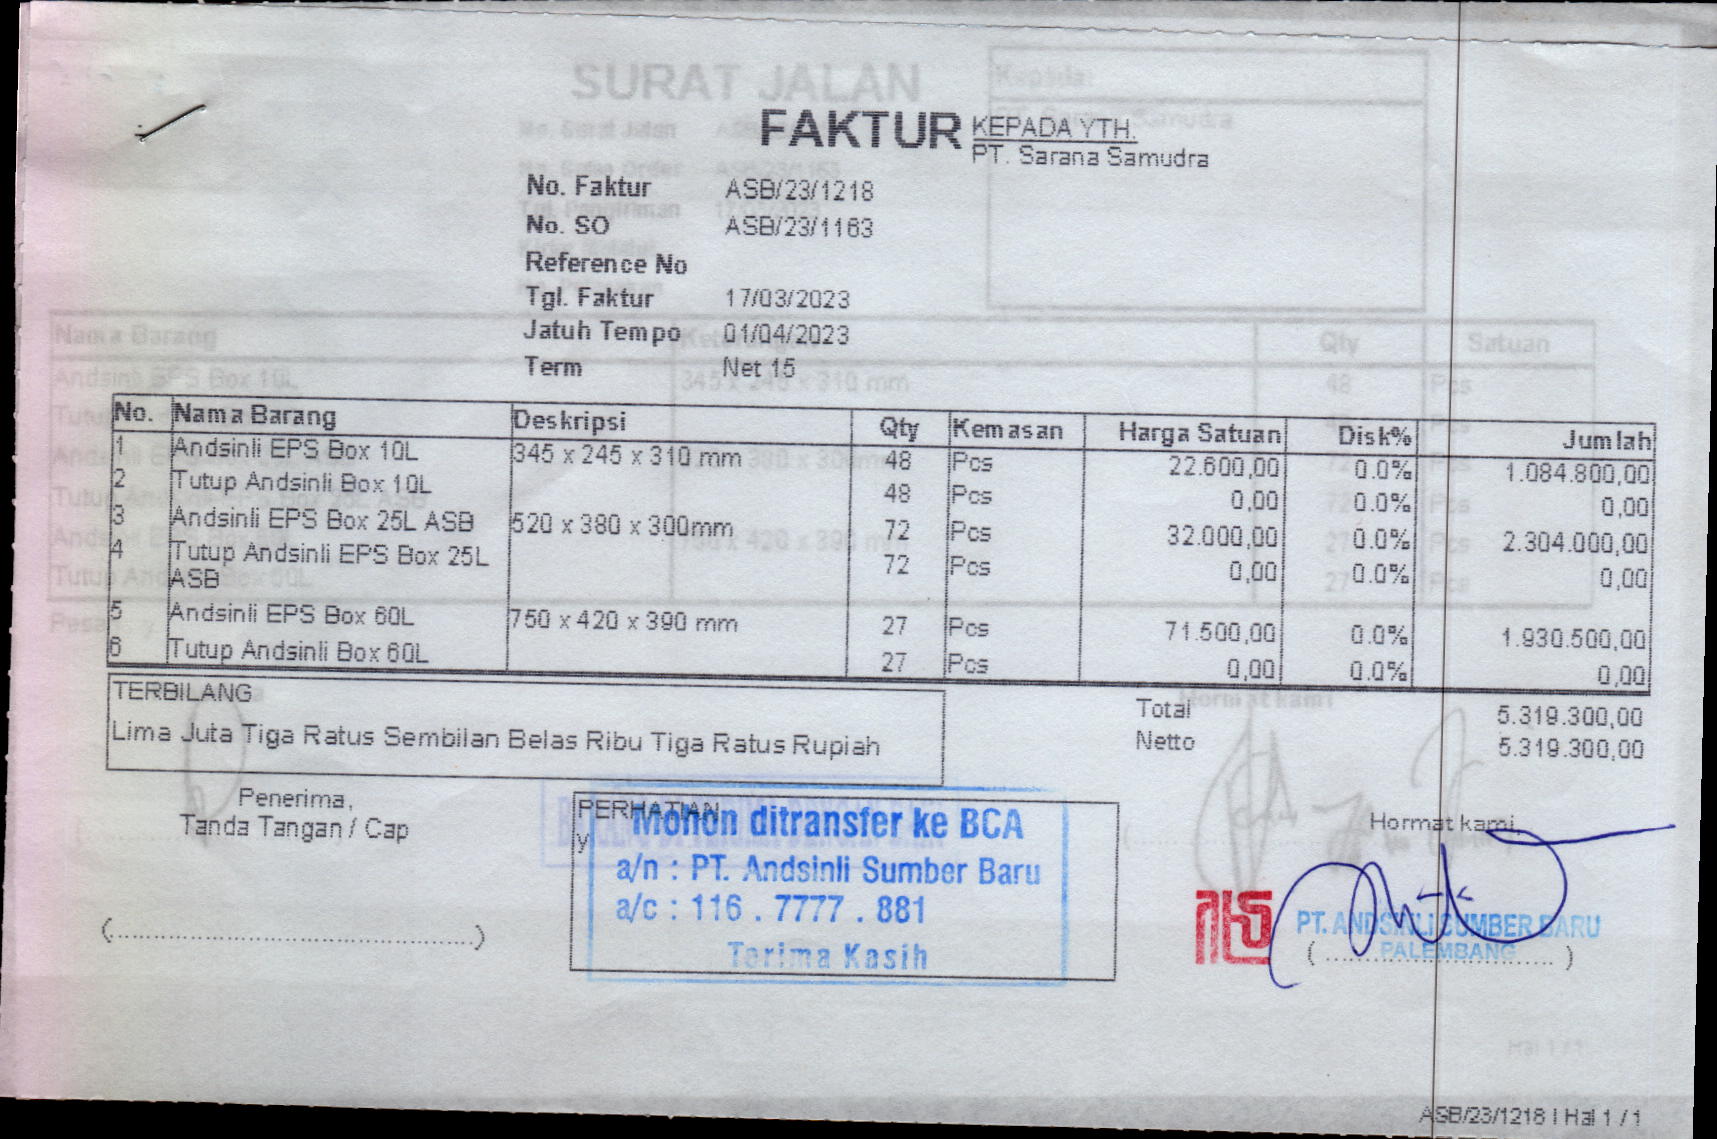 FAKTUR
KEPADA YTH.
PT. Sarana Samudra
No. Faktur ASB/23/1218
No. SO ASB/23/1163
Reference No
Tgl. Faktur 17/03/2023
Jatuh Tempo 01/04/2023
Term Net 15
No. Nama Barang Deskripsi Qty Kemasan Harga Satuan Disk% Jumlah
1 Andsinli EPS Box 10L 345 x 245 x 310 mm 48 Pcs 22.600,00 0.0% 1.084.800,00
2 Tutup Andsinli Box 10L 48 Pcs 0,00 0.0% 0,00
3 Andsinli EPS Box 25L ASB 520 x 380 x 300mm 72 Pcs 32.000,00 0.0% 2.304.000,00
4 Tutup Andsinli EPS Box 25L 72 Pcs 0,00 0.0% 0,00
ASB
5 Andsinli EPS Box 60L 750 x 420 x 390 mm 27 Pcs 71.500,00 0.0% 1.930.500,00
6 Tutup Andsinli Box 60L 27 Pcs 0,00 0.0% 0,00
TERBILANG
Lima Juta Tiga Ratus Sembilan Belas Ribu Tiga Ratus Rupiah
Total 5.319.300,00
Netto 5.319.300,00
Penerima,
Tanda Tangan / Cap
PERHATIAN
y
Mohon ditransfer ke BCA
a/n : PT. Andsinli Sumber Baru
a/c : 116 . 7777 . 881
Terima Kasih
Hormat kami,
PT. ANDSINLI SUMBER BARU
PALEMBANG
(............................................)
( ............................ )
ASB/23/1218 | Hal 1 / 1
SURAT JALAN
Kepada